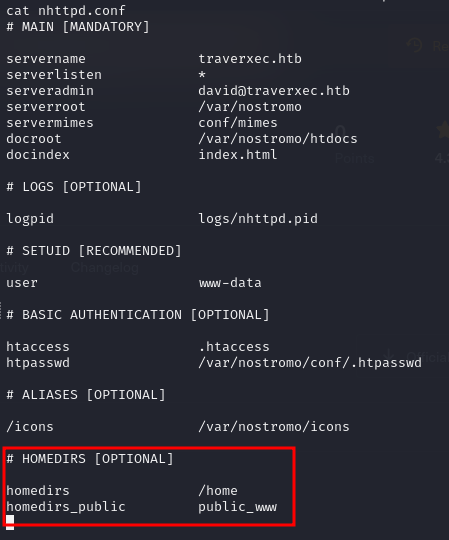 cat nhttpd.conf
# MAIN [MANDATORY]
servername traverxec.htb
serverlisten *
serveradmin david@traverxec.htb
serverroot /var/nostromo
servermimes conf/mimes
docroot /var/nostromo/htdocs
docindex index.html
# LOGS [OPTIONAL]
logpid logs/nhttpd.pid
# SETUID [RECOMMENDED]
Changelog
user www-data
# BASIC AUTHENTICATION [OPTIONAL]
htaccess .htaccess
htpasswd /var/nostromo/conf/.htpasswd
# ALIASES [OPTIONAL]
/icons /var/nostromo/icons
# HOMEDIRS [OPTIONAL]
homedirs /home
homedirs_public public_www